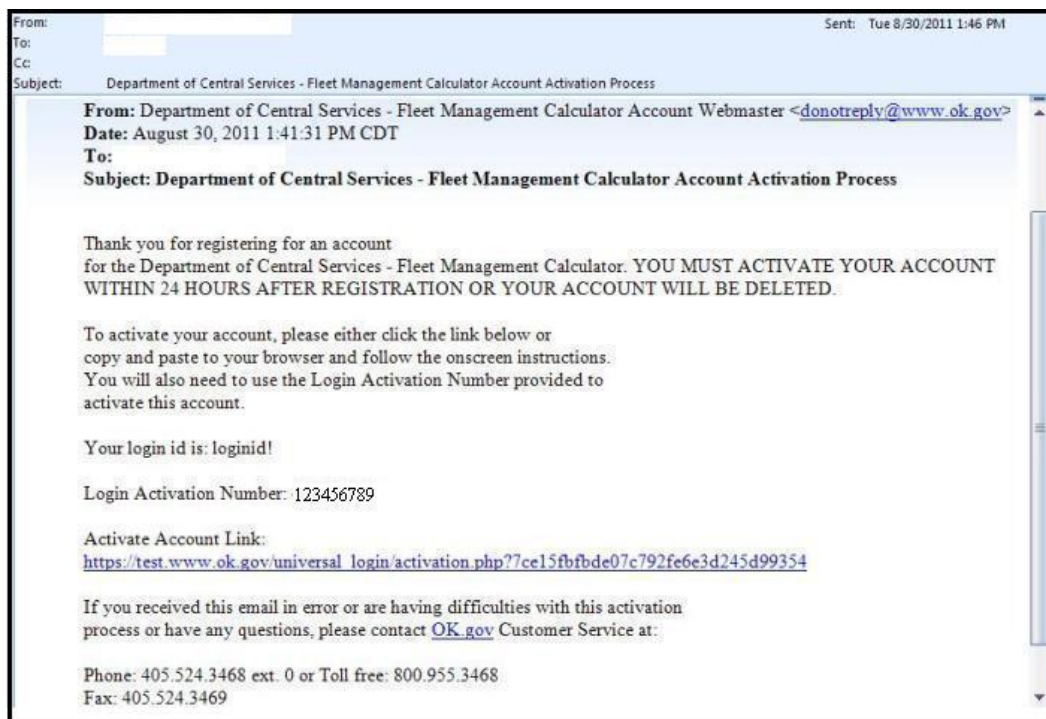 From:
Sent: Tue 8/30/2011 1:46 PM
To:
Cc:
Subject: Department of Central Services - Fleet Management Calculator Account Activation Process
From: Department of Central Services - Fleet Management Calculator Account Webmaster <donotreply@www.ok.gov>
Date: August 30, 2011 1:41:31 PM CDT
To:
Subject: Department of Central Services - Fleet Management Calculator Account Activation Process
Thank you for registering for an account
for the Department of Central Services - Fleet Management Calculator. YOU MUST ACTIVATE YOUR ACCOUNT
WITHIN 24 HOURS AFTER REGISTRATION OR YOUR ACCOUNT WILL BE DELETED.
To activate your account, please either click the link below or
copy and paste to your browser and follow the onscreen instructions.
You will also need to use the Login Activation Number provided to
activate this account.
Your login id is: loginid!
Login Activation Number: 123456789
Activate Account Link:
https://test.www.ok.gov/universal_login/activation.php?7ce15fbfbde07c792fe6e3d245d99354
If you received this email in error or are having difficulties with this activation
process or have any questions, please contact OK.gov Customer Service at:
Phone: 405.524.3468 ext. 0 or Toll free: 800.955.3468
Fax: 405.524.3469